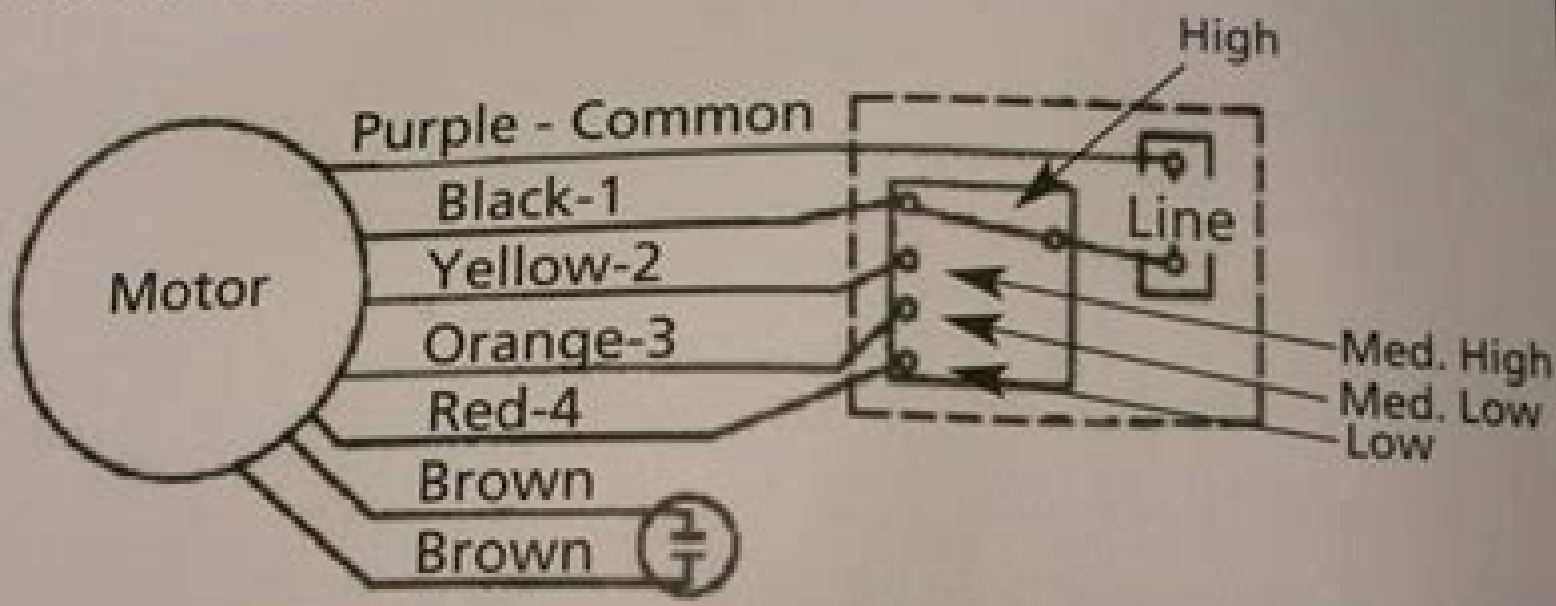 High
Purple - Common
Black-1
Line
Yellow-2
Motor
Orange-3
Med. High
Red-4
Med. Low
Low
Brown
Brown